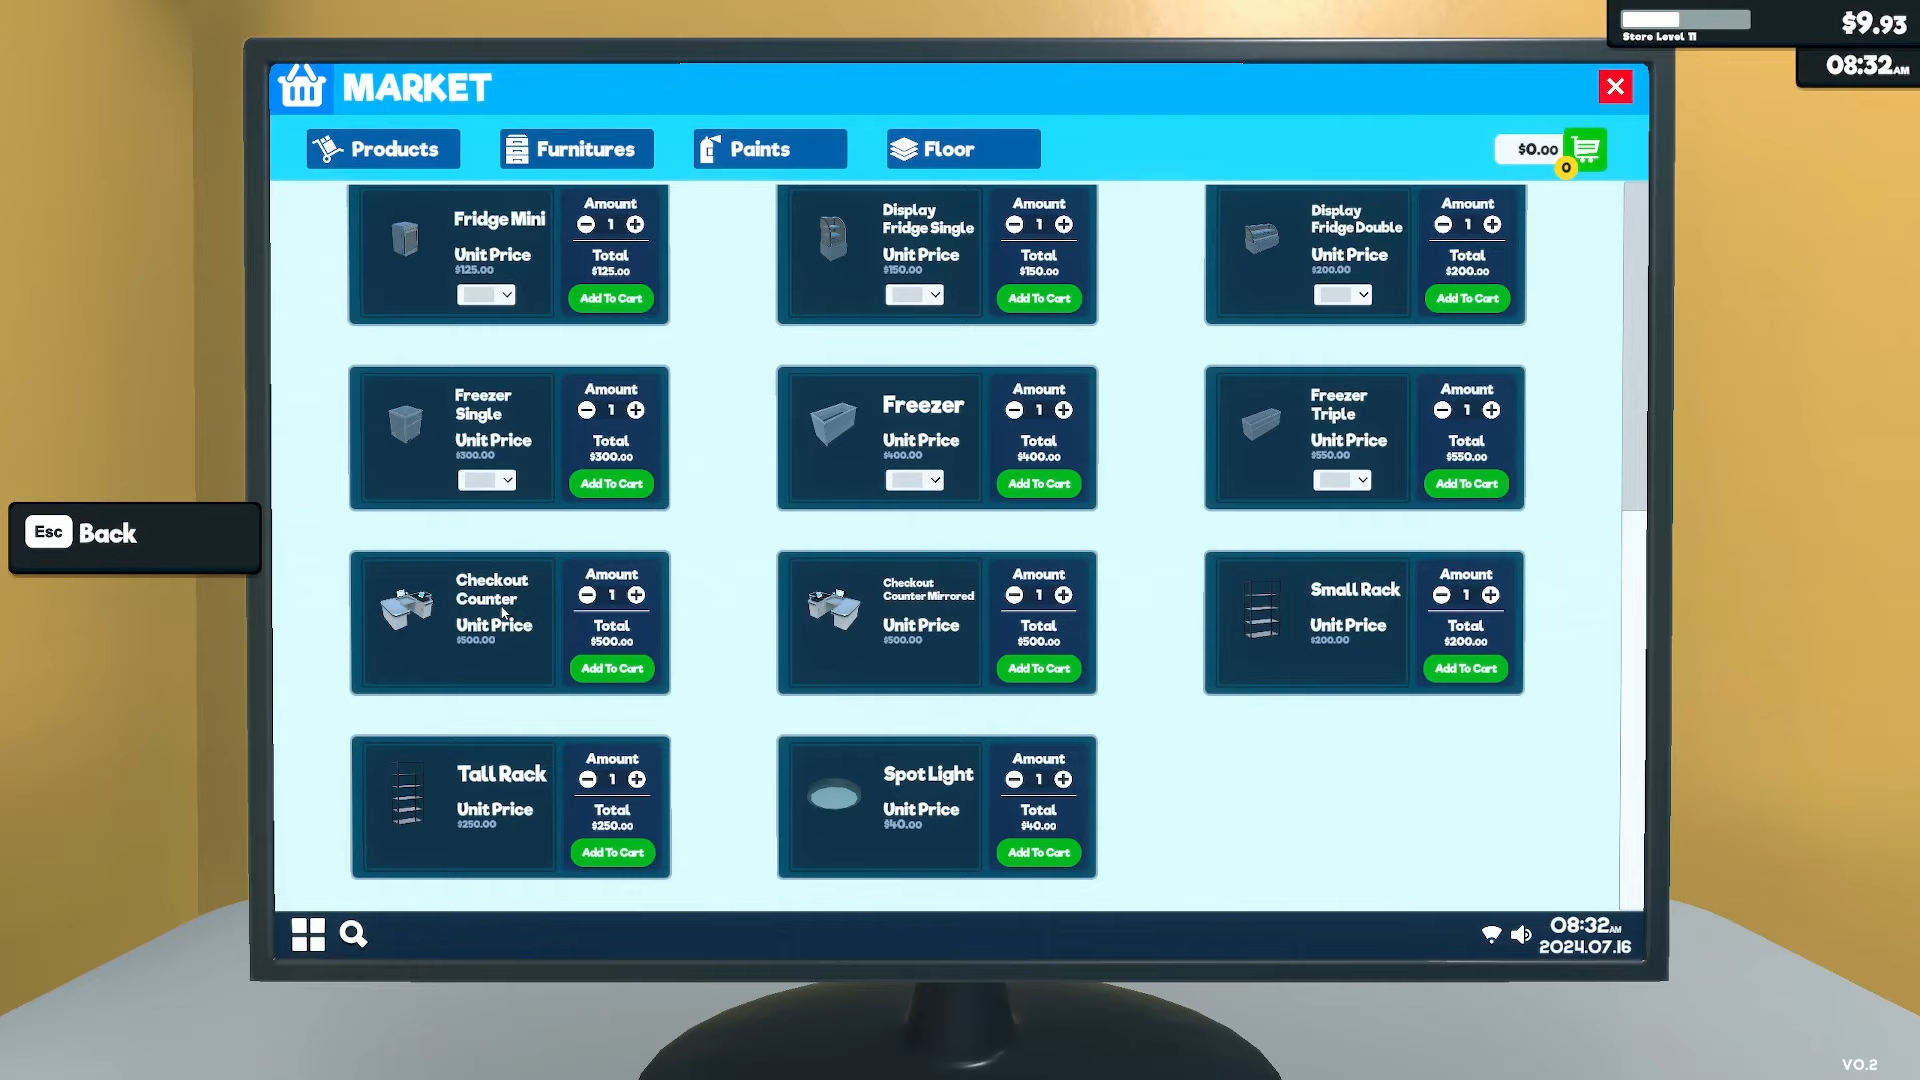 Store Level 11
$9.93
08:32AM
MARKET
Products
Furnitures
Paints
Floor
$0.00
0
Fridge Mini
Unit Price
$125.00
Amount
1
Total
$125.00
Add To Cart
Display
Fridge Single
Unit Price
$150.00
Amount
1
Total
$150.00
Add To Cart
Display
Fridge Double
Unit Price
$200.00
Amount
1
Total
$200.00
Add To Cart
Freezer
Single
Unit Price
$300.00
Amount
1
Total
$300.00
Add To Cart
Freezer
Unit Price
$400.00
Amount
1
Total
$400.00
Add To Cart
Freezer
Triple
Unit Price
$550.00
Amount
1
Total
$550.00
Add To Cart
Esc Back
Checkout
Counter
Unit Price
$500.00
Amount
1
Total
$500.00
Add To Cart
Checkout
Counter Mirrored
Unit Price
$500.00
Amount
1
Total
$500.00
Add To Cart
Small Rack
Unit Price
$200.00
Amount
1
Total
$200.00
Add To Cart
Tall Rack
Unit Price
$250.00
Amount
1
Total
$250.00
Add To Cart
Spot Light
Unit Price
$40.00
Amount
1
Total
$40.00
Add To Cart
08:32AM
2024.07.16
V0.2